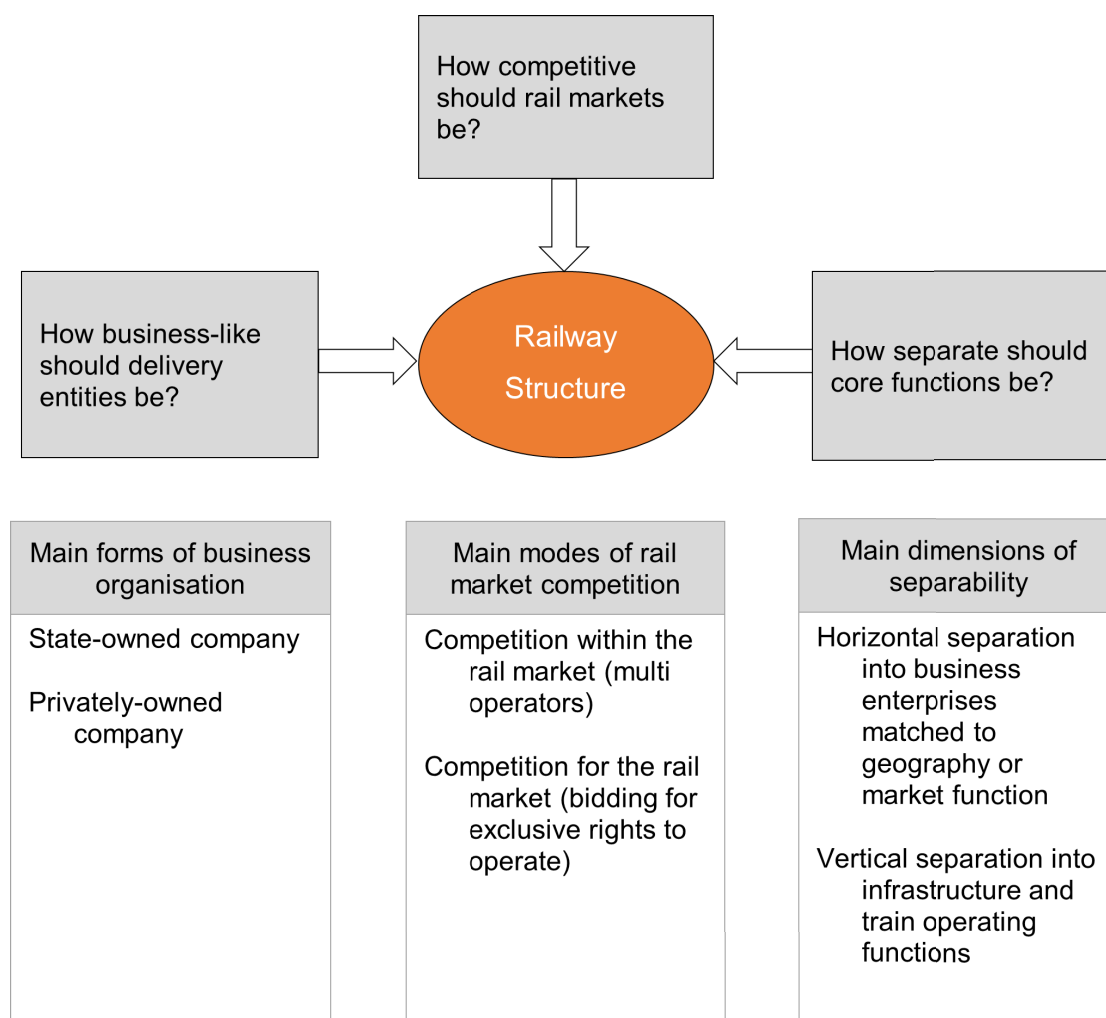 How competitive
should rail markets
be?
How business-like
should delivery
entities be?
Railway
Structure
How separate should
core functions be?
Main forms of business
organisation
State-owned company
Privately-owned
company
Main modes of rail
market competition
Competition within the
rail market (multi
operators)
Competition for the rail
market (bidding for
exclusive rights to
operate)
Main dimensions of
separability
Horizontal separation
into business
enterprises
matched to
geography or
market function
Vertical separation into
infrastructure and
train operating
functions